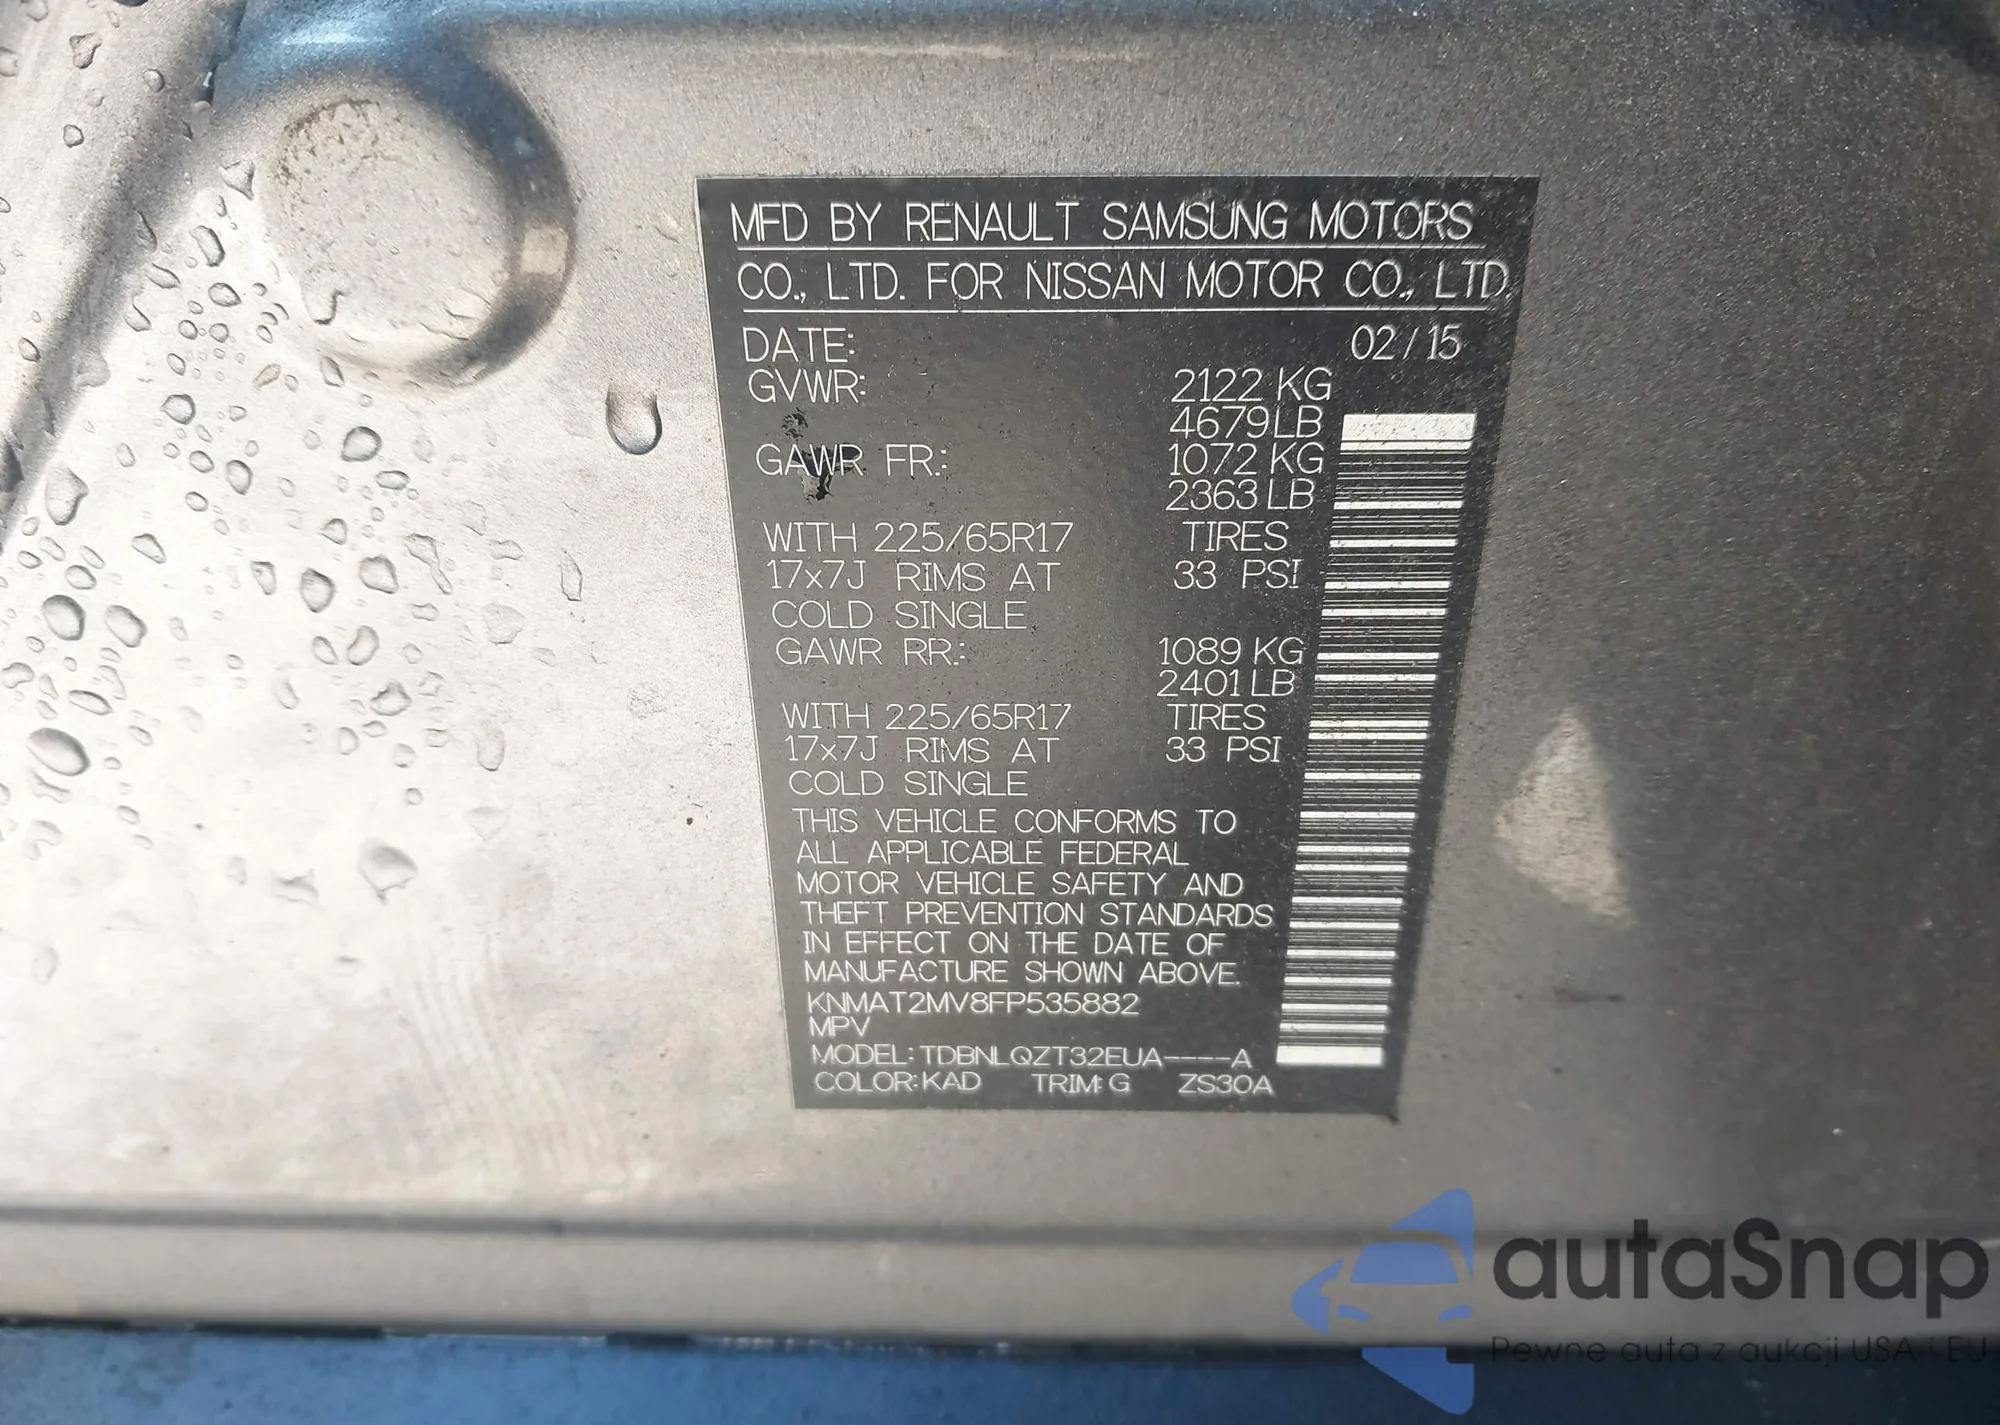 MFD BY RENAULT SAMSUNG MOTORS
CO., LTD. FOR NISSAN MOTOR CO., LTD.
DATE: 02/15
GVWR: 2122 KG
4679LB
GAWR FR.: 1072 KG
2363LB
WITH 225/65R17 TIRES
17x7J RIMS AT 33 PSI
COLD SINGLE
GAWR RR.: 1089 KG
2401LB
WITH 225/65R17 TIRES
17x7J RIMS AT 33 PSI
COLD SINGLE
THIS VEHICLE CONFORMS TO
ALL APPLICABLE FEDERAL
MOTOR VEHICLE SAFETY AND
THEFT PREVENTION STANDARDS
IN EFFECT ON THE DATE OF
MANUFACTURE SHOWN ABOVE.
KNMAT2MV8FP535882
MPV
MODEL: TDBNLQZT32EUA----A
COLOR:KAD TRIM:G ZS30A
autaSnap
Pewne auta z aukcji USA i EU